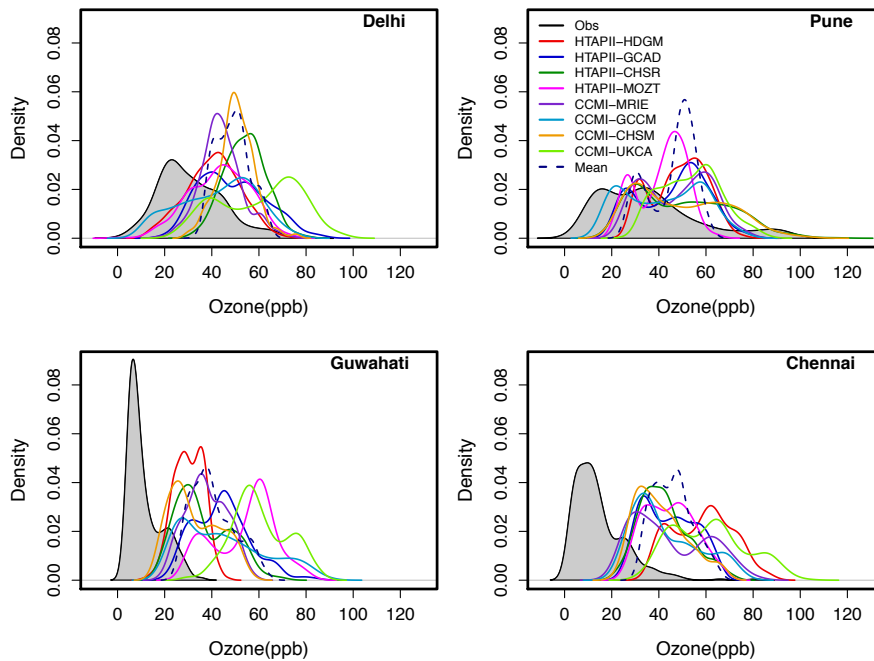 Delhi
Density
0.00 0.02 0.04 0.06 0.08
0 20 40 60 80 100 120
Ozone(ppb)
Pune
Obs
HTAPII−HDGM
HTAPII−GCAD
HTAPII−CHSR
HTAPII−MOZT
CCMI−MRIE
CCMI−GCCM
CCMI−CHSM
CCMI−UKCA
Mean
Density
0.00 0.02 0.04 0.06 0.08
0 20 40 60 80 100 120
Ozone(ppb)
Guwahati
Density
0.00 0.02 0.04 0.06 0.08
0 20 40 60 80 100 120
Ozone(ppb)
Chennai
Density
0.00 0.02 0.04 0.06 0.08
0 20 40 60 80 100 120
Ozone(ppb)